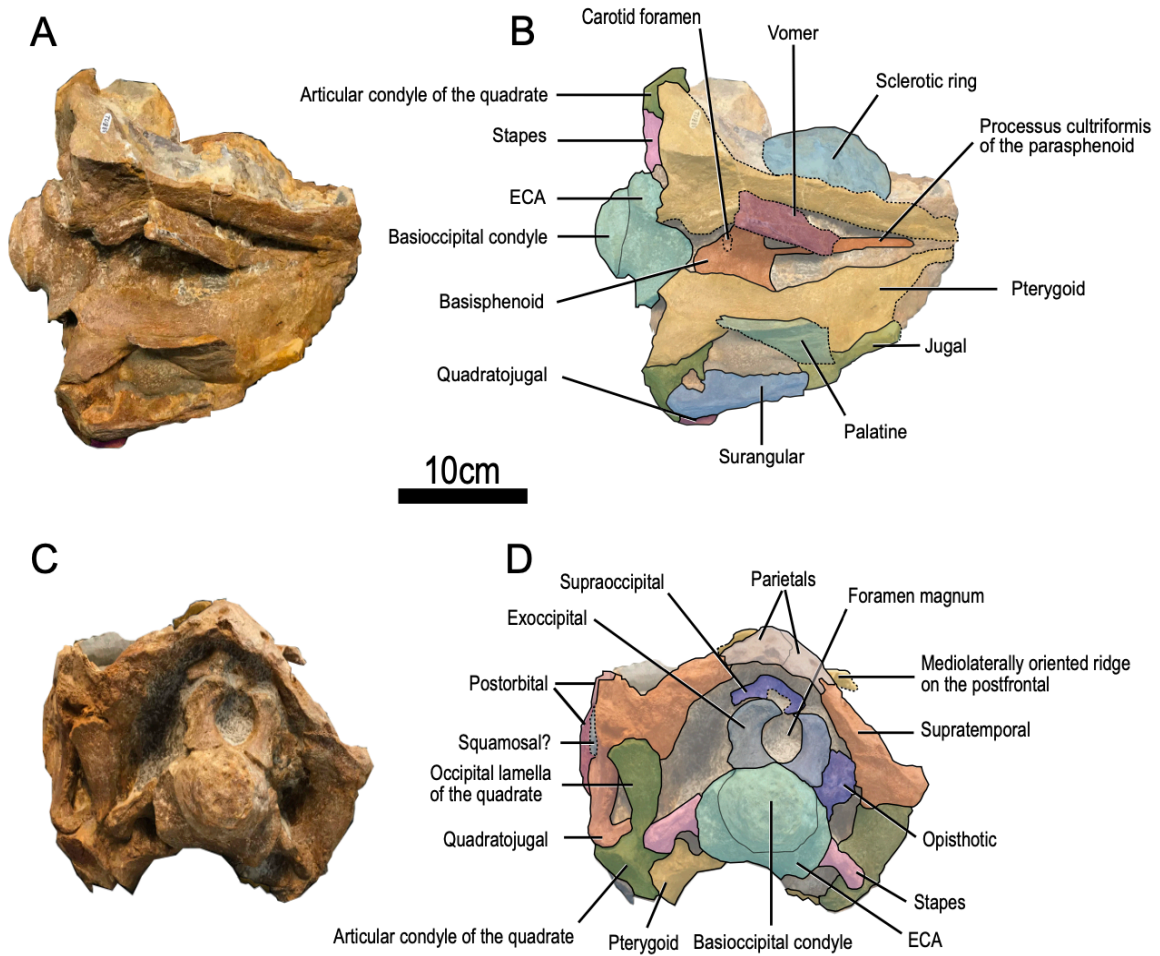 A
B
Carotid foramen
Vomer
Articular condyle of the quadrate
Sclerotic ring
Stapes
Processus cultriformis
of the parasphenoid
ECA
Basioccipital condyle
Basisphenoid
Pterygoid
Jugal
Quadratojugal
Palatine
Surangular
10cm
C
D
Supraoccipital
Parietals
Exoccipital
Foramen magnum
Mediolaterally oriented ridge
on the postfrontal
Postorbital
Supratemporal
Squamosal?
Occipital lamella
of the quadrate
Quadratojugal
Opisthotic
Stapes
Articular condyle of the quadrate
Pterygoid
Basioccipital condyle
ECA